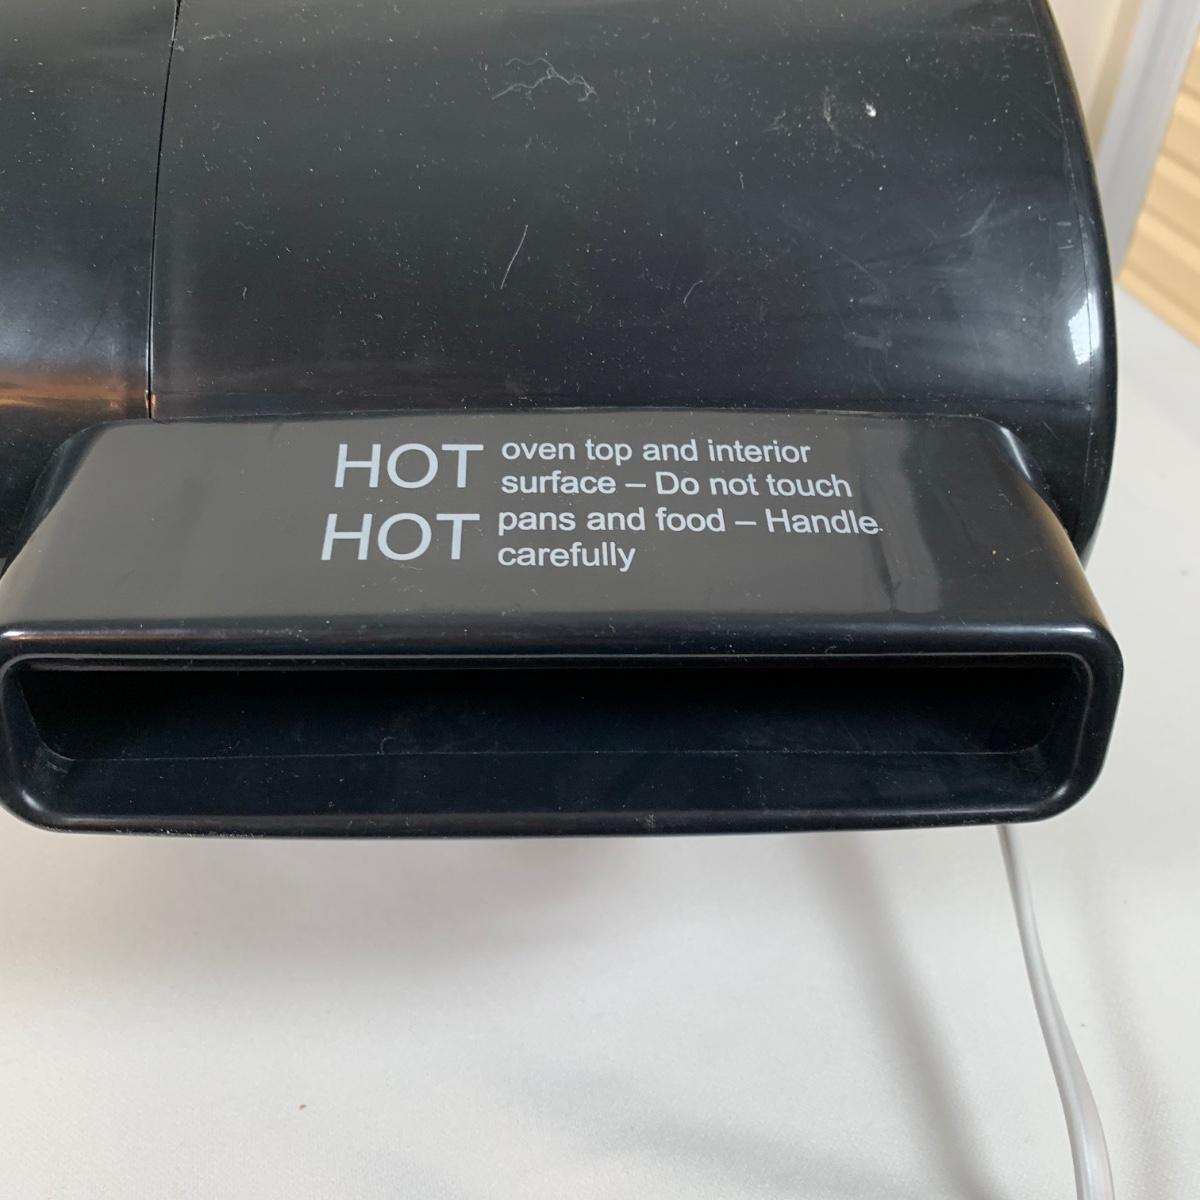 HOT oven top and interior
surface – Do not touch
HOT pans and food – Handle
carefully